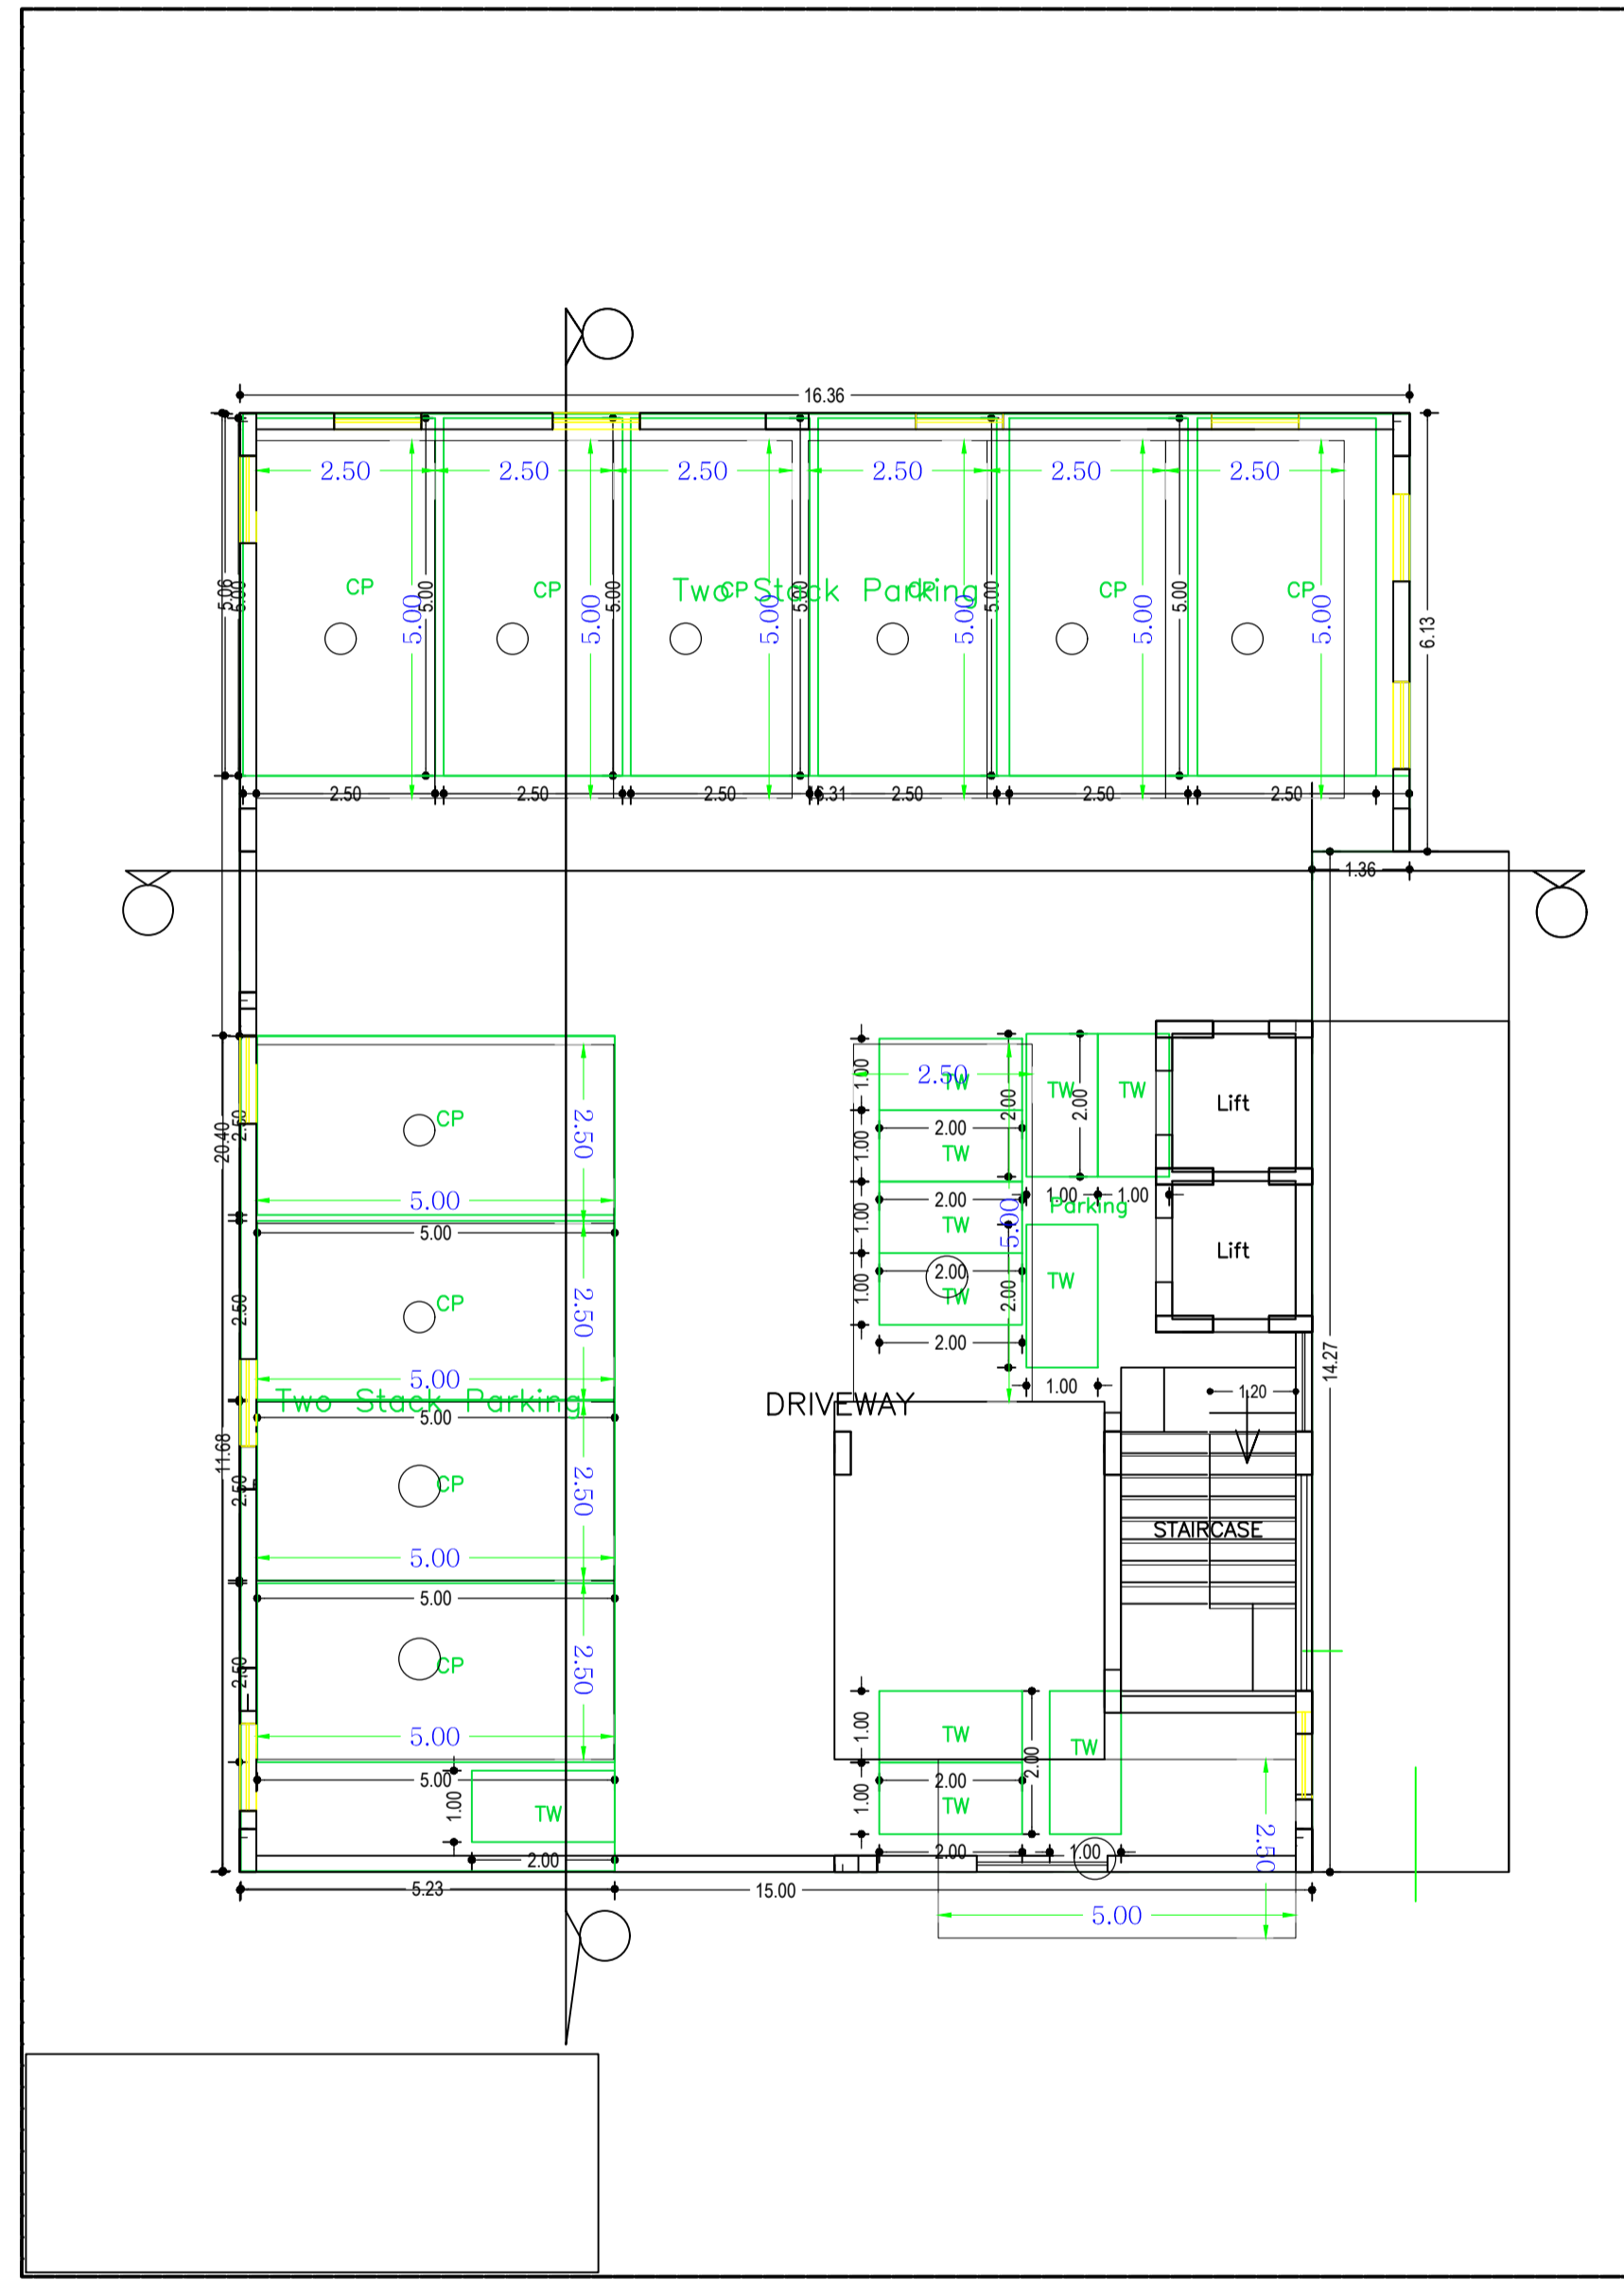 16.36
2.50 2.50 2.50 2.50 2.50 2.50
CP CP Two Stack Parking CP CP CP CP
5.06 5.00 5.00 5.00 5.00 5.00 5.00 5.00 5.00 5.00 5.00 5.00 5.00
6.13
2.50 2.50 2.50 16.31 2.50 2.50 2.50
1.36
1.00 2.50 TW TW TW
2.00 2.00
Lift
CP 2.50 2.50
20.40
1.00 2.00
TW
5.00
1.00 2.00 1.00 1.00
5.00
Parking
TW 5.00
Lift
1.00 2.00 TW
2.00
TW
CP 2.50 2.50
2.00
14.27
5.00 1.00 1.20
Two Stack Parking DRIVEWAY
5.00
11.68
CP 2.50 2.50
STAIRCASE
5.00
5.00
CP 2.50 2.50
5.00
1.00 TW TW
2.00
5.00 2.00
1.00 TW 1.00 TW
2.00 2.00 1.00
2.50
5.23 15.00
5.00